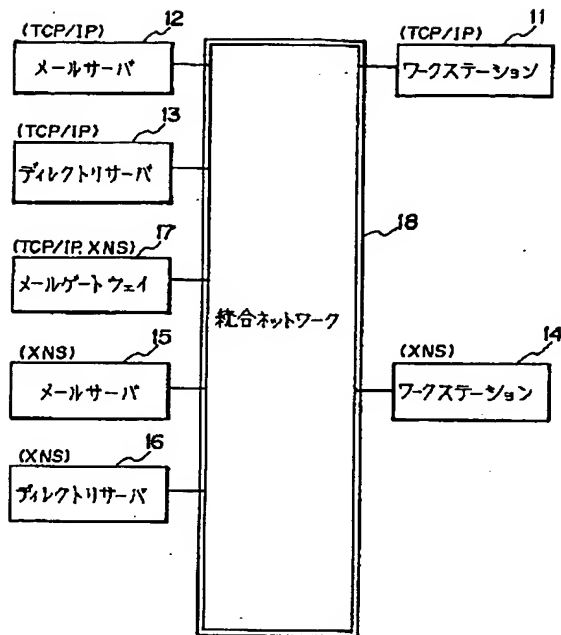 (TCP/IP)
12
メールサーバ
(TCP/IP)
11
ワークステーション
(TCP/IP)
13
ディレクトリサーバ
18
(TCP/IP, XNS)
17
メールゲートウェイ
統合ネットワーク
(XNS)
15
メールサーバ
(XNS)
14
ワークステーション
(XNS)
16
ディレクトリサーバ